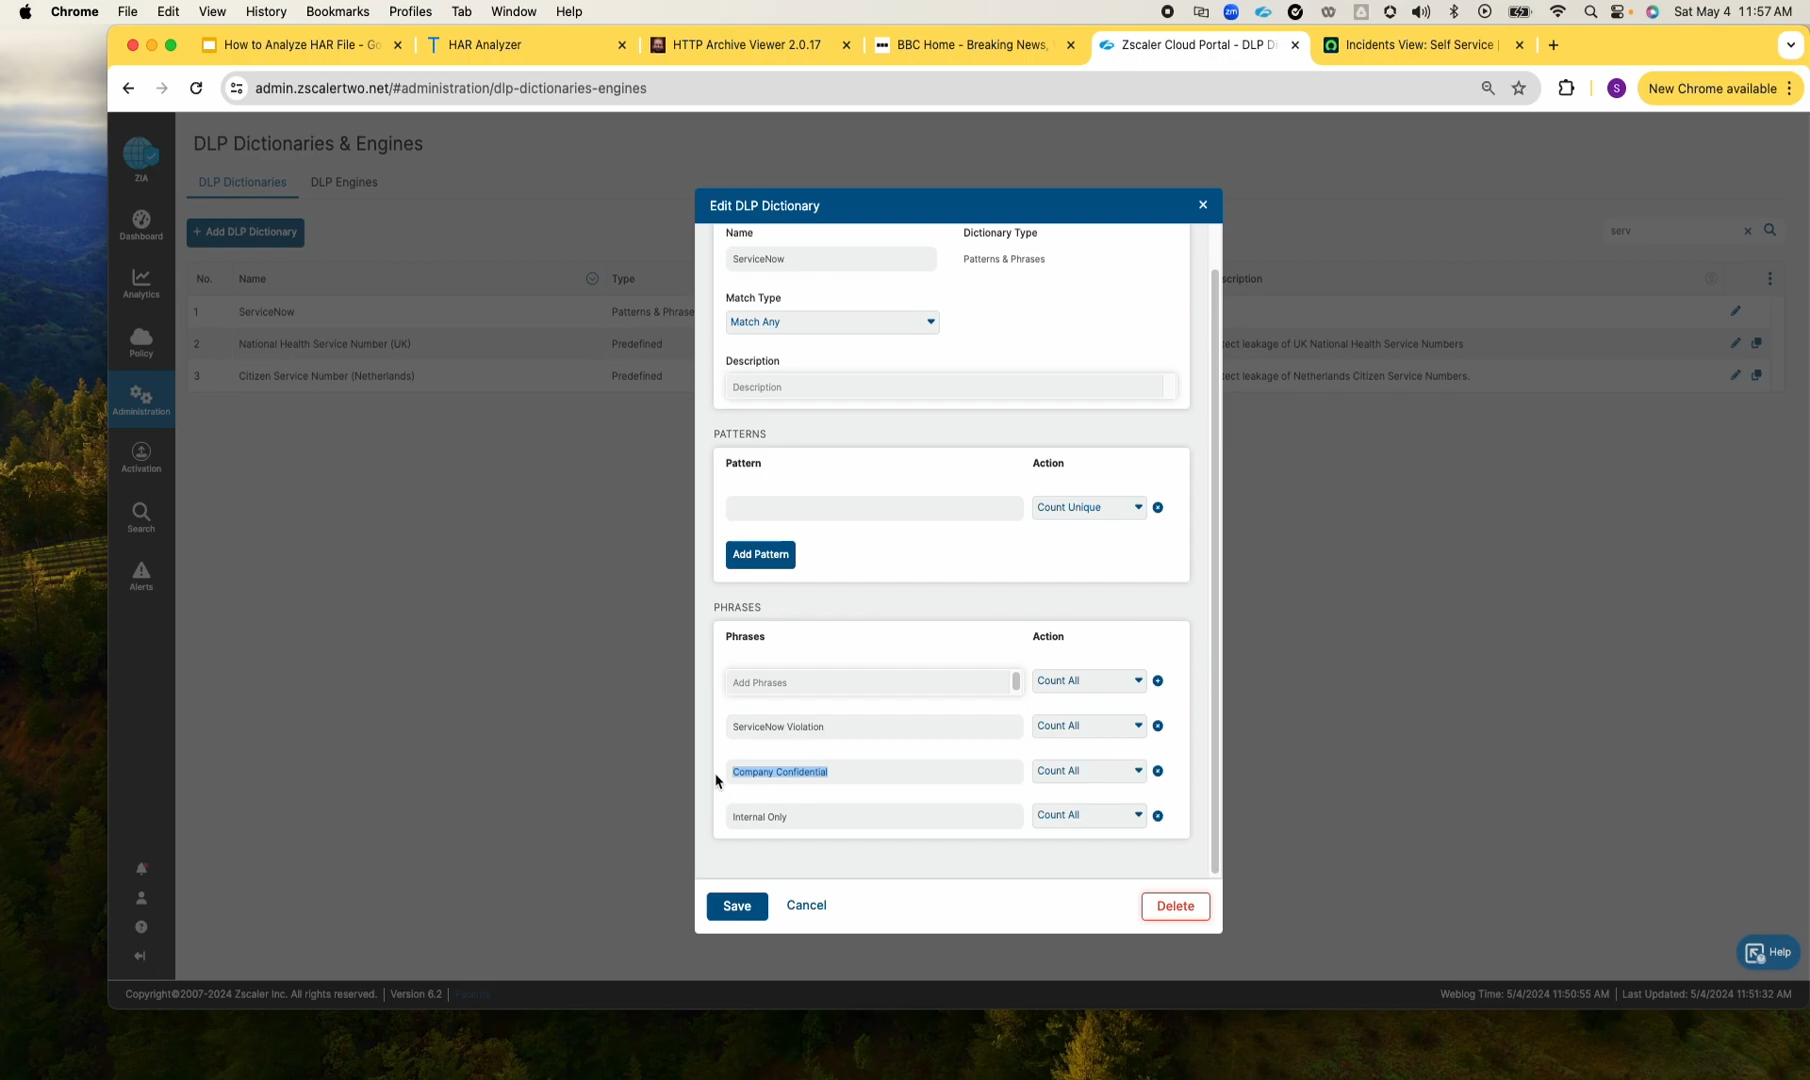 Chrome File Edit View History Bookmarks Profiles Tab Window Help zm Sat May 4 11:57 AM
How to Analyze HAR File - Go HAR Analyzer HTTP Archive Viewer 2.0.17 BBC Home - Breaking News, Zscaler Cloud Portal - DLP D Incidents View: Self Service
admin.zscalertwo.net/#administration/dlp-dictionaries-engines S New Chrome available
DLP Dictionaries & Engines
ZIA
DLP Dictionaries DLP Engines
Dashboard
+ Add DLP Dictionary
serv
No. Name Type scription
Analytics
1 ServiceNow Patterns & Phrase
2 National Health Service Number (UK) Predefined tect leakage of UK National Health Service Numbers
Policy
3 Citizen Service Number (Netherlands) Predefined tect leakage of Netherlands Citizen Service Numbers.
Administration
Activation
Search
Alerts
Edit DLP Dictionary
Name Dictionary Type
ServiceNow Patterns & Phrases
Match Type
Match Any
Description
Description
PATTERNS
Pattern Action
Count Unique
Add Pattern
PHRASES
Phrases Action
Add Phrases Count All
ServiceNow Violation Count All
Company Confidential Count All
Internal Only Count All
Save Cancel Delete
Help
Copyright©2007-2024 Zscaler Inc. All rights reserved. | Version 6.2 | Weblog Time: 5/4/2024 11:50:55 AM | Last Updated: 5/4/2024 11:51:32 AM